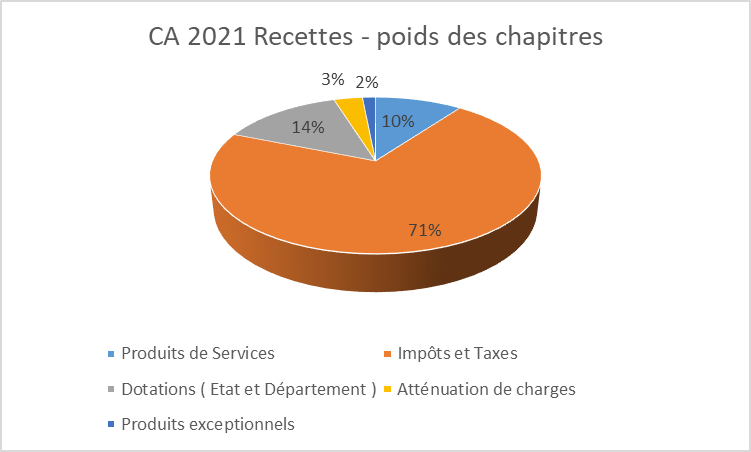 CA 2021 Recettes - poids des chapitres
3% 2%
14% 10%
71%
Produits de Services Impôts et Taxes
Dotations ( Etat et Département ) Atténuation de charges
Produits exceptionnels